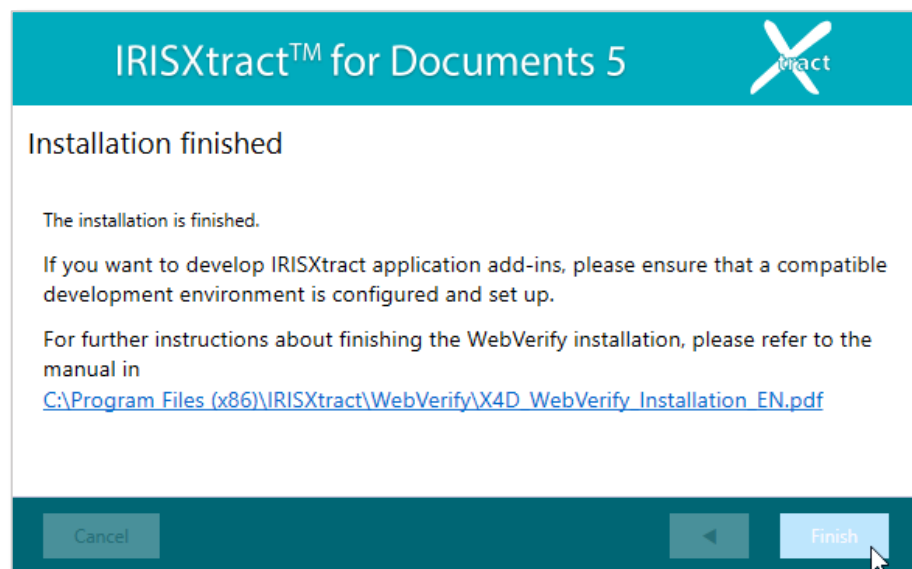 IRISXtract™ for Documents 5
Xtract
Installation finished
The installation is finished.
If you want to develop IRISXtract application add-ins, please ensure that a compatible
development environment is configured and set up.
For further instructions about finishing the WebVerify installation, please refer to the
manual in
C:\Program Files (x86)\IRISXtract\WebVerify\X4D_WebVerify_Installation_EN.pdf
Cancel
Finish